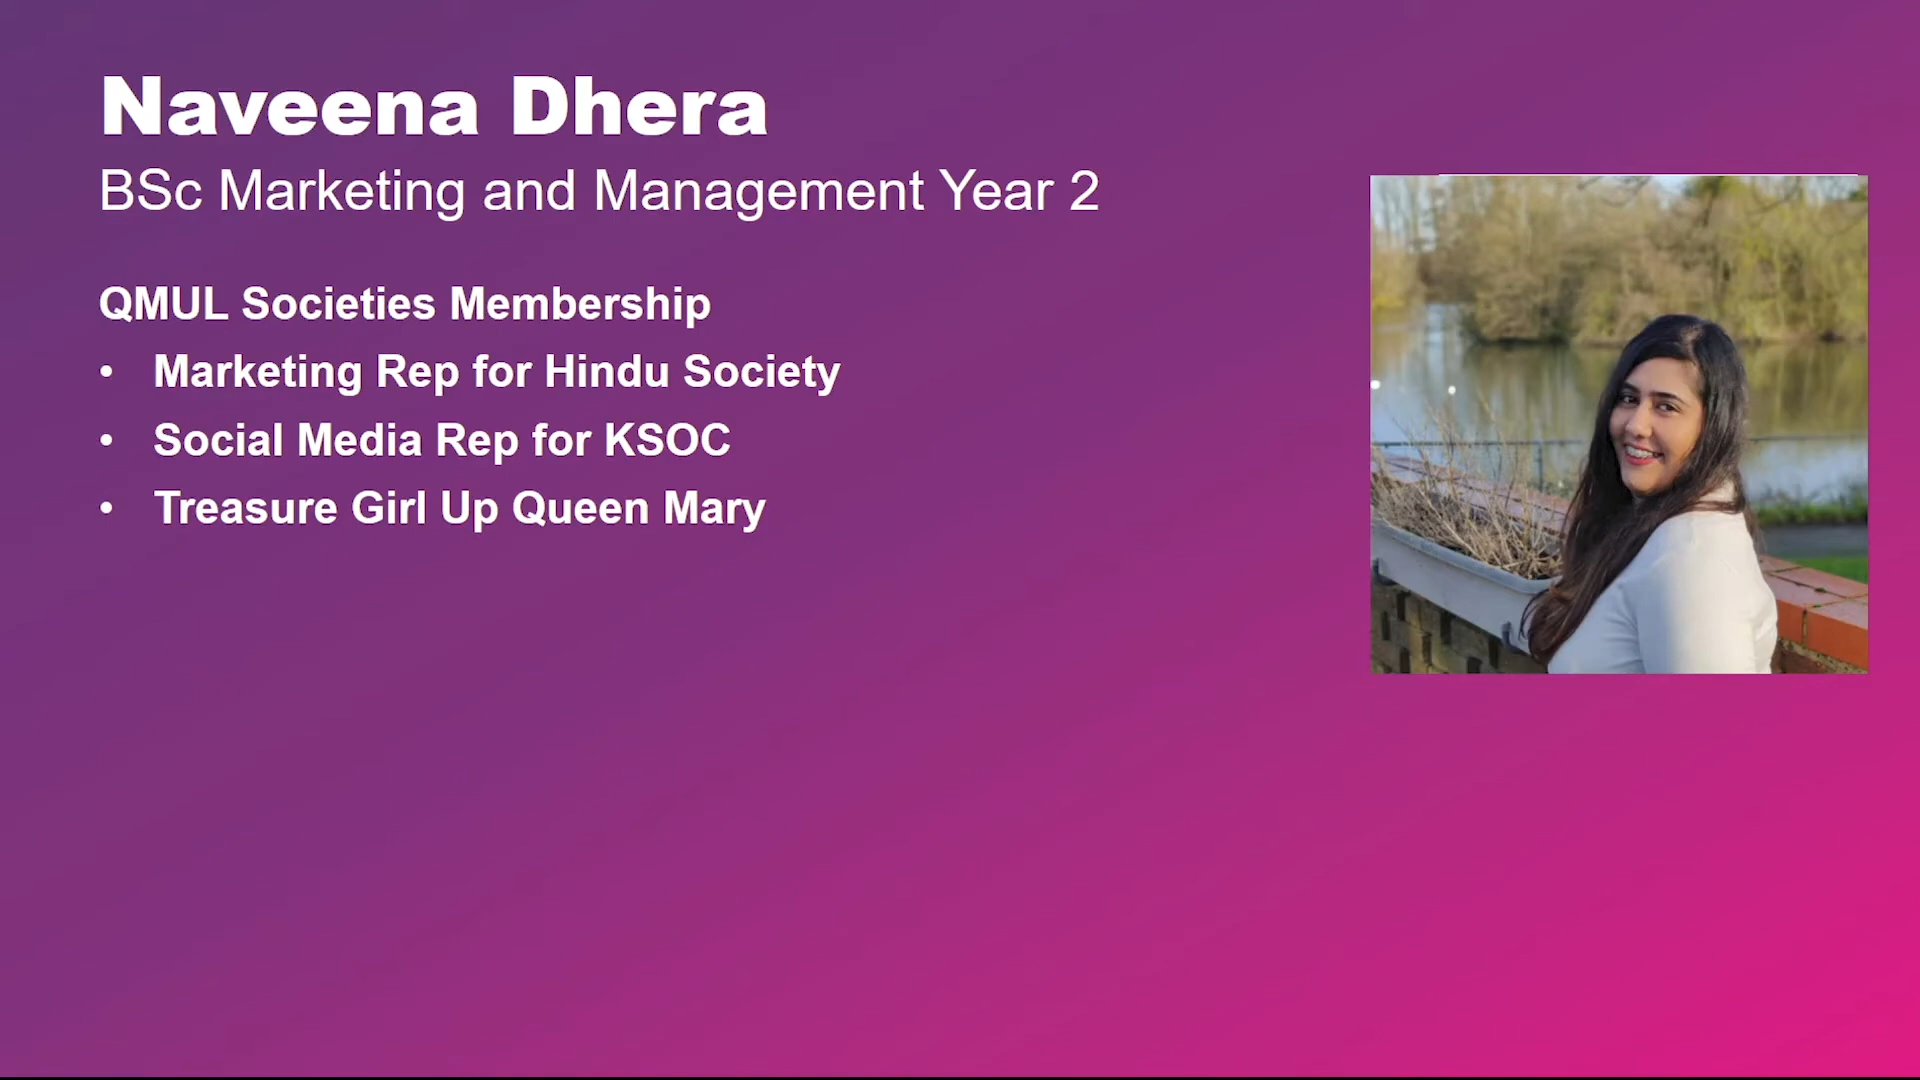 Naveena Dhera
BSc Marketing and Management Year 2
QMUL Societies Membership
• Marketing Rep for Hindu Society
• Social Media Rep for KSOC
• Treasure Girl Up Queen Mary